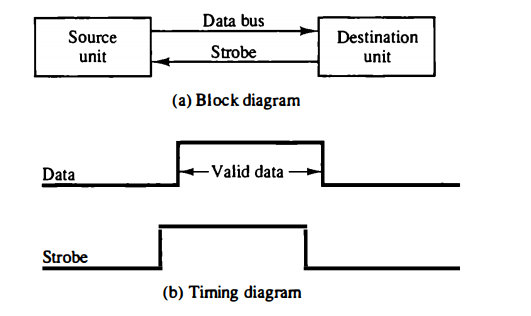 Data bus
Source
unit
Destination
unit
Strobe
(a) Block diagram
Data
Valid data
Strobe
(b) Timing diagram